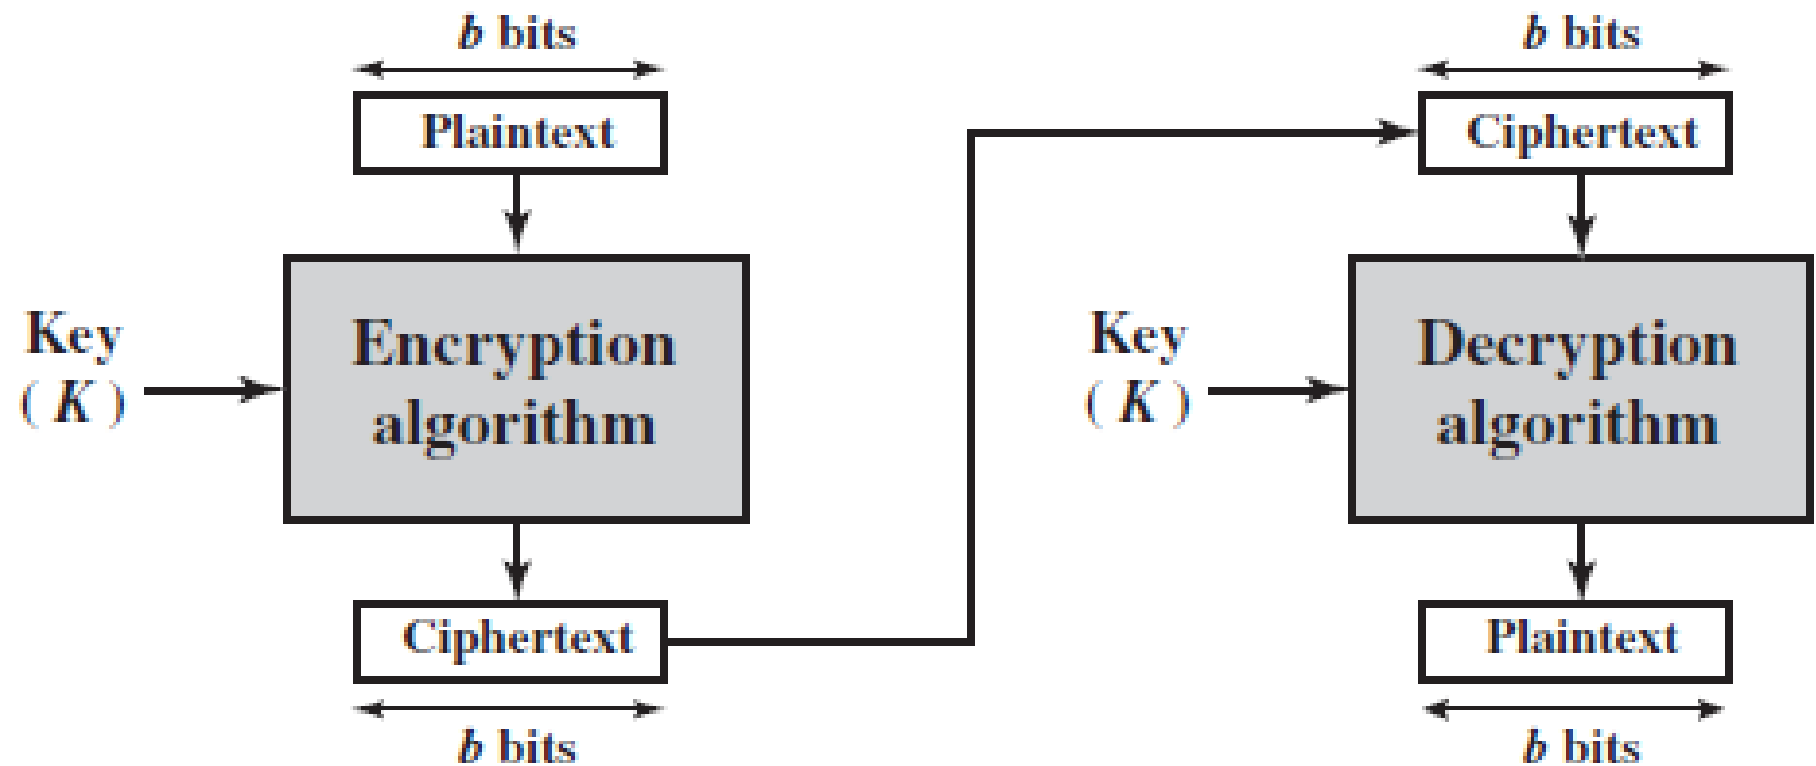 b bits
Plaintext
Key
( K )
Encryption
algorithm
Ciphertext
b bits
b bits
Ciphertext
Key
( K )
Decryption
algorithm
Plaintext
b bits